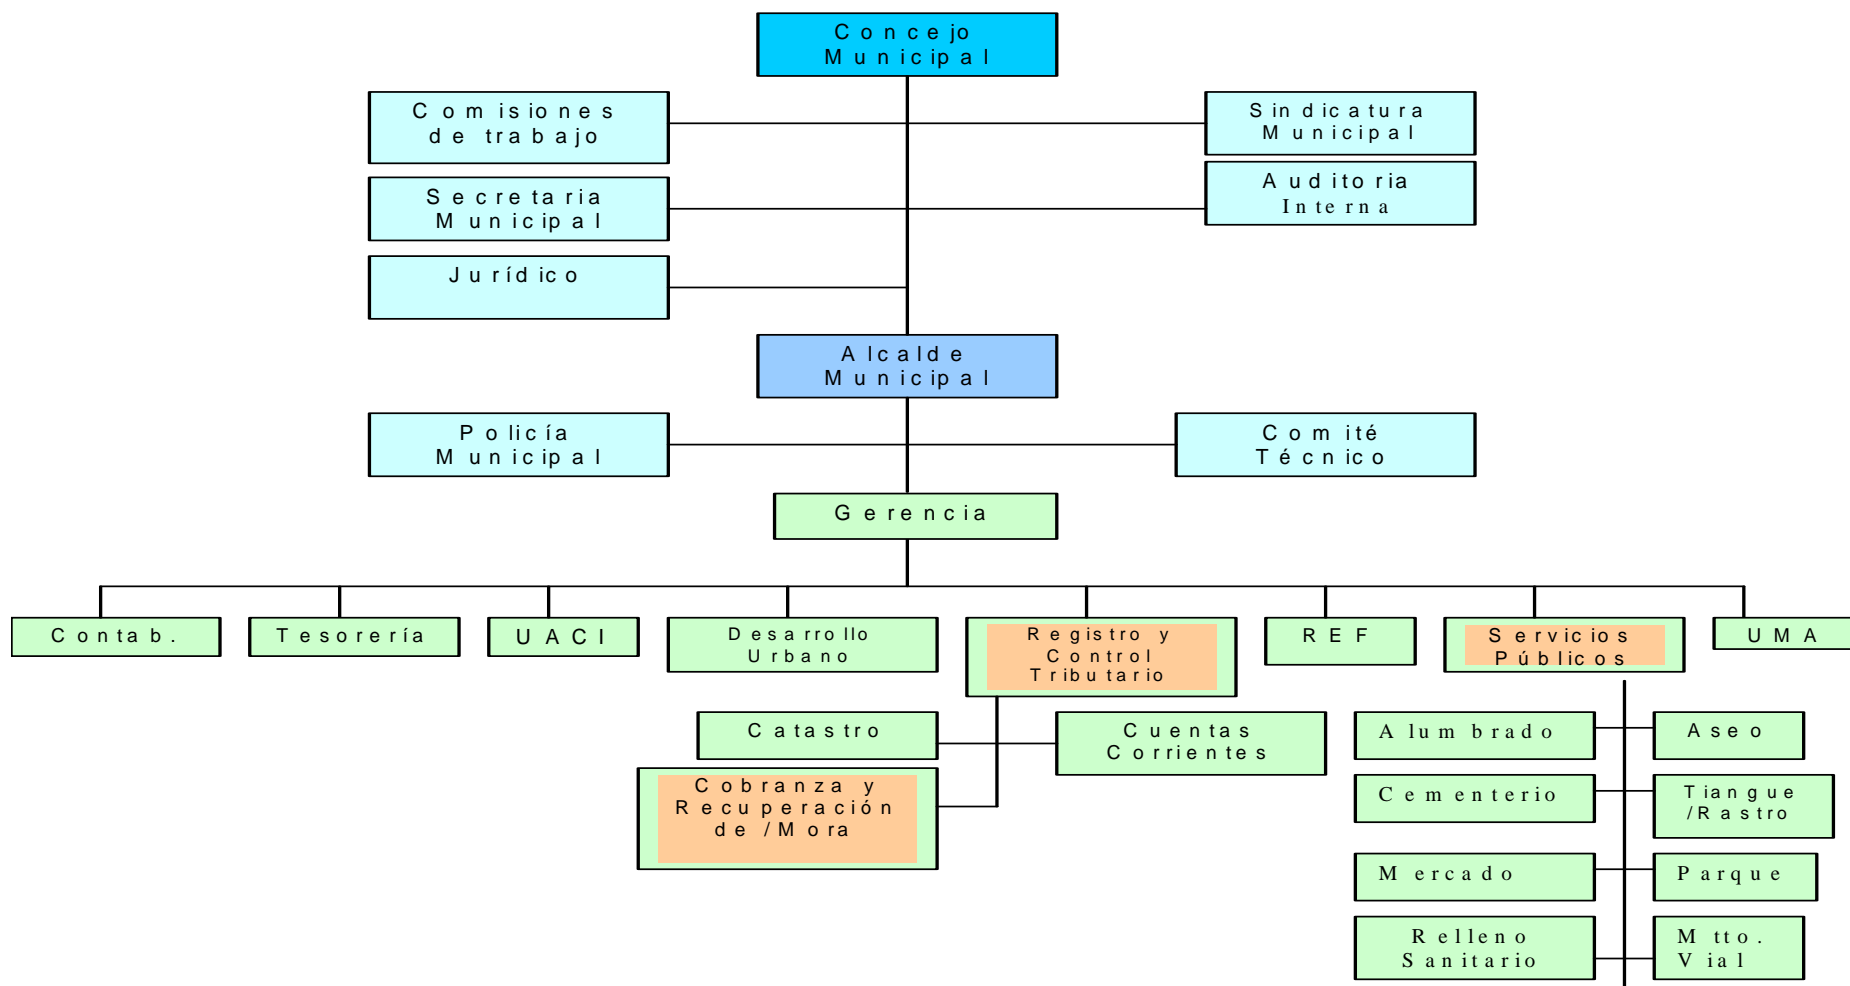 Concejo
Municipal
Comisiones
de trabajo
Sindicatura
Municipal
Secretaria
Municipal
Auditoria
Interna
Jurídico
Alcalde
Municipal
Policía
Municipal
Comité
Técnico
Gerencia
Contab.
Tesorería
UACI
Desarrollo
Urbano
Registro y
Control
Tributario
REF
Servicios
Públicos
UMA
Catastro
Cuentas
Corrientes
Cobranza y
Recuperación
de /Mora
Alumbrado
Aseo
Cementerio
Tiangue
/Rastro
Mercado
Parque
Relleno
Sanitario
Mtto.
Vial